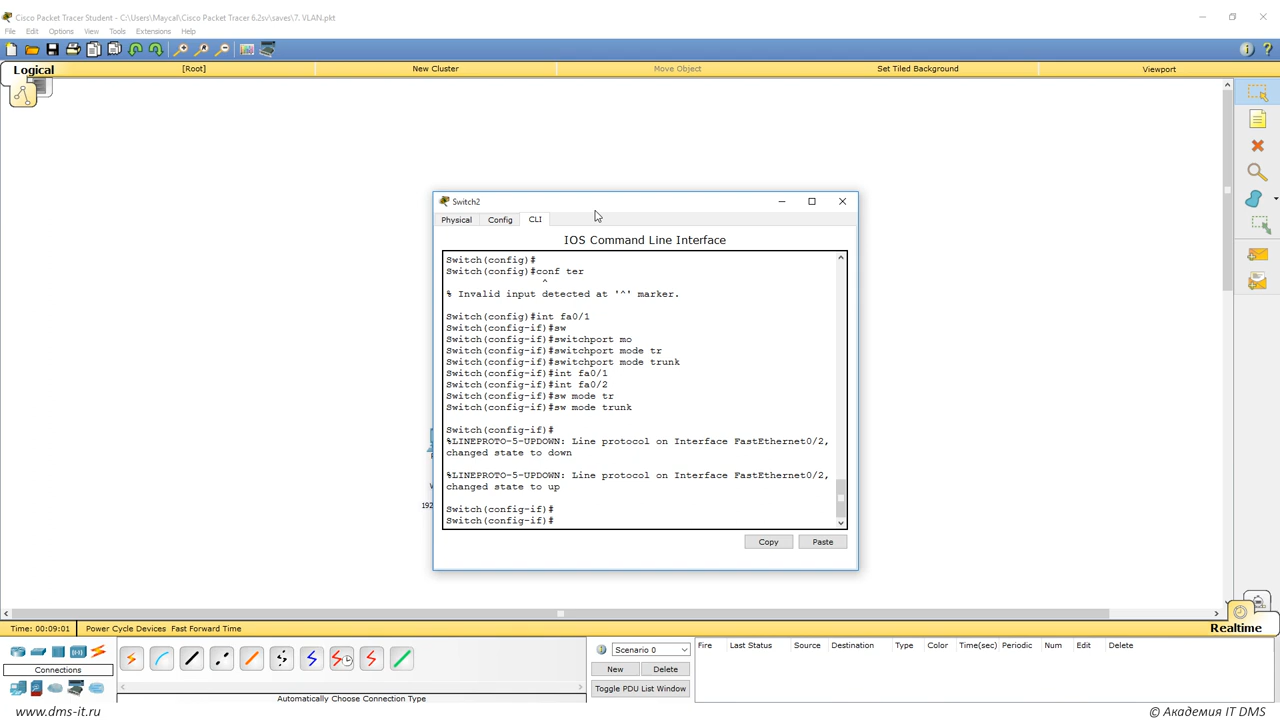 Cisco Packet Tracer Student - C:\Users\Maycal\Cisco Packet Tracer 6.2sv\saves\7. VLAN.pkt
File Edit Options View Tools Extensions Help
Logical [Root] New Cluster Move Object Set Tiled Background Viewport
Switch2
Physical Config CLI
IOS Command Line Interface
Switch(config)#
Switch(config)#conf ter
^
% Invalid input detected at '^' marker.
Switch(config)#int fa0/1
Switch(config-if)#sw
Switch(config-if)#switchport mo
Switch(config-if)#switchport mode tr
Switch(config-if)#switchport mode trunk
Switch(config-if)#int fa0/1
Switch(config-if)#int fa0/2
Switch(config-if)#sw mode tr
Switch(config-if)#sw mode trunk
Switch(config-if)#
%LINEPROTO-5-UPDOWN: Line protocol on Interface FastEthernet0/2,
changed state to down
%LINEPROTO-5-UPDOWN: Line protocol on Interface FastEthernet0/2,
changed state to up
192
Switch(config-if)#
Switch(config-if)#
Copy Paste
Time: 00:09:01 Power Cycle Devices Fast Forward Time Realtime
Scenario 0
Fire Last Status Source Destination Type Color Time(sec) Periodic Num Edit Delete
New Delete
Connections
Toggle PDU List Window
Automatically Choose Connection Type
www.dms-it.ru
© Академия IT DMS